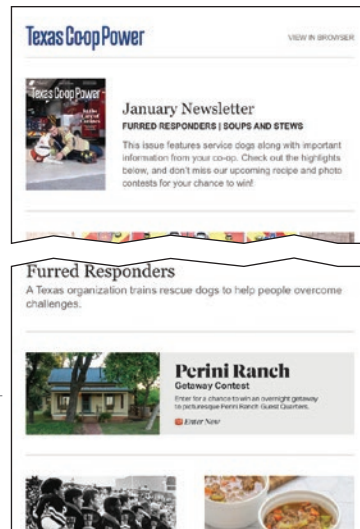 Texas Co-op Power
VIEW IN BROWSER
Texas Co-op Power
January Newsletter
FURRED RESPONDERS | SOUPS AND STEWS
This issue features service dogs along with important
information from your co-op. Check out the highlights
below, and don't miss our upcoming recipe and photo
contests for your chance to win!
Furred Responders
A Texas organization trains rescue dogs to help people overcome
challenges.
Perini Ranch
Getaway Contest
Enter for a chance to win an overnight getaway
to picturesque Perini Ranch Guest Quarters.
Enter Now